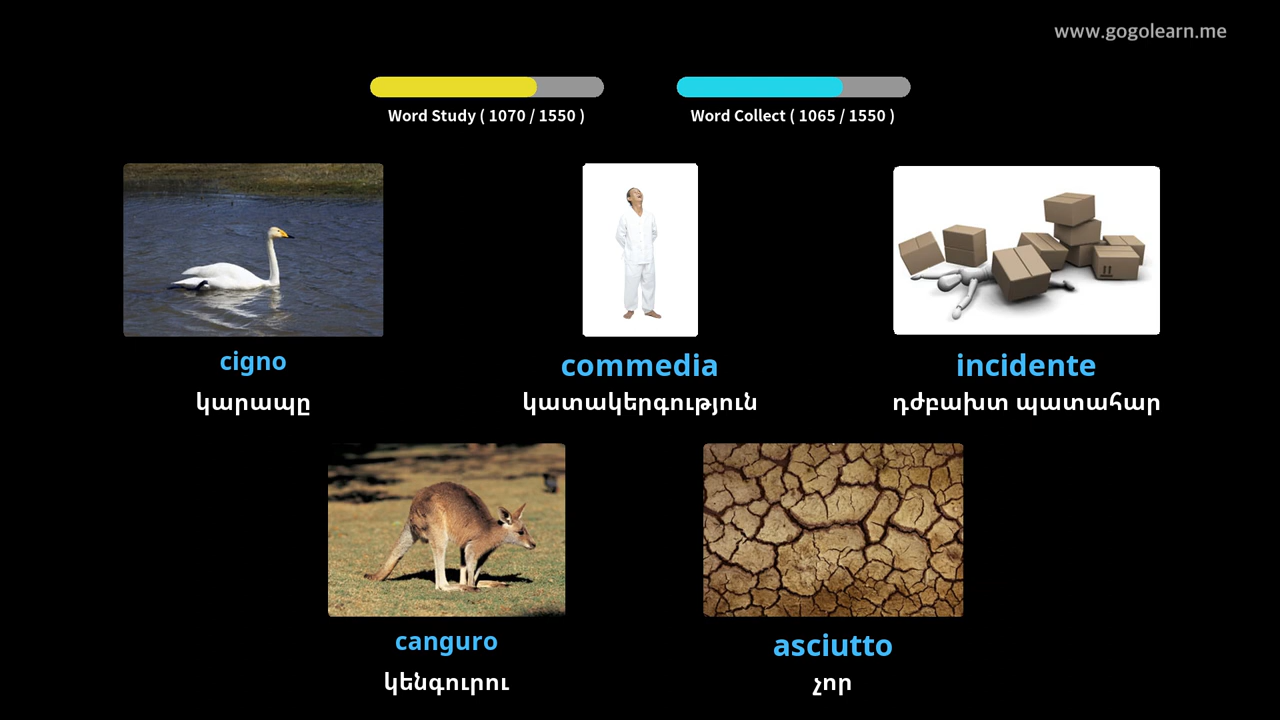 www.gogolearn.me
Word Study ( 1070 / 1550 )
Word Collect ( 1065 / 1550 )
cigno
կարապը
commedia
կատակերգություն
incidente
դժբախտ պատահար
canguro
կենգուրու
asciutto
չոր